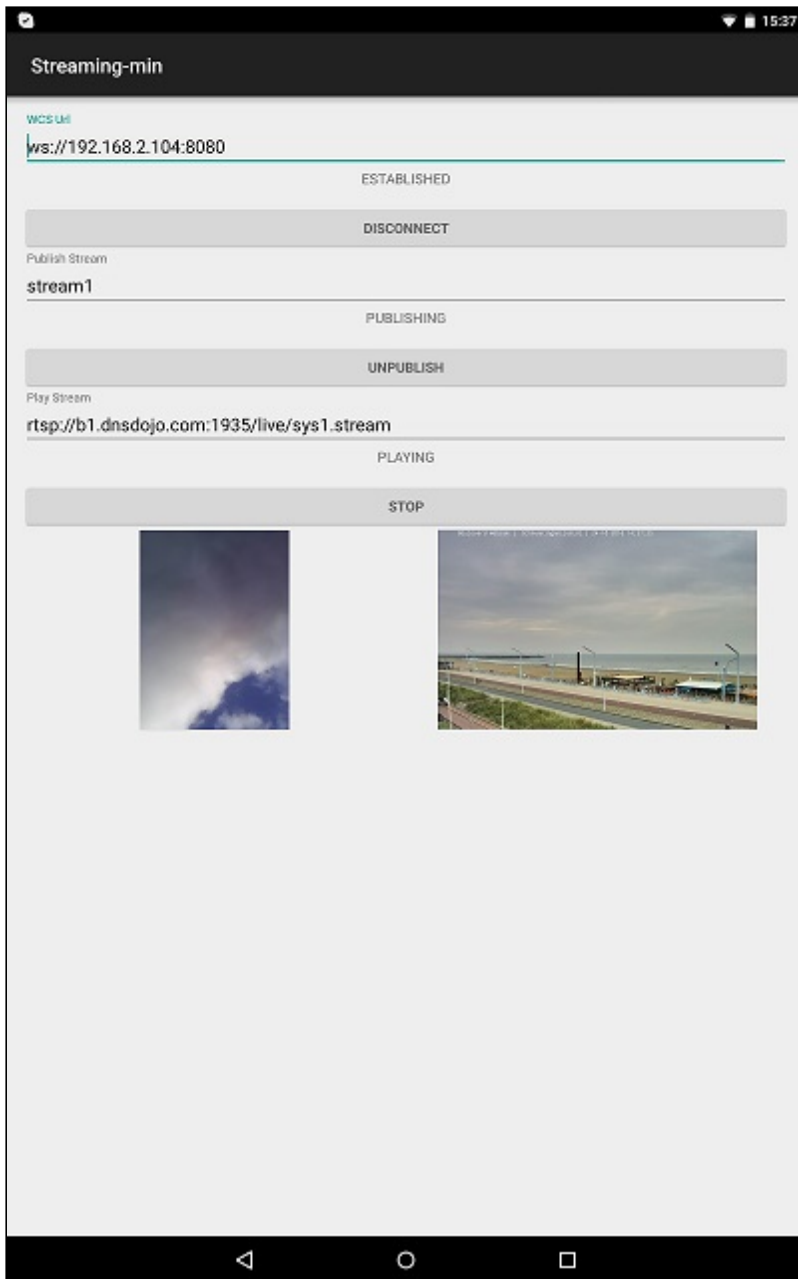 15:37
Streaming-min
WCS Url
ws://192.168.2.104:8080
ESTABLISHED
DISCONNECT
Publish Stream
stream1
PUBLISHING
UNPUBLISH
Play Stream
rtsp://b1.dnsdojo.com:1935/live/sys1.stream
PLAYING
STOP